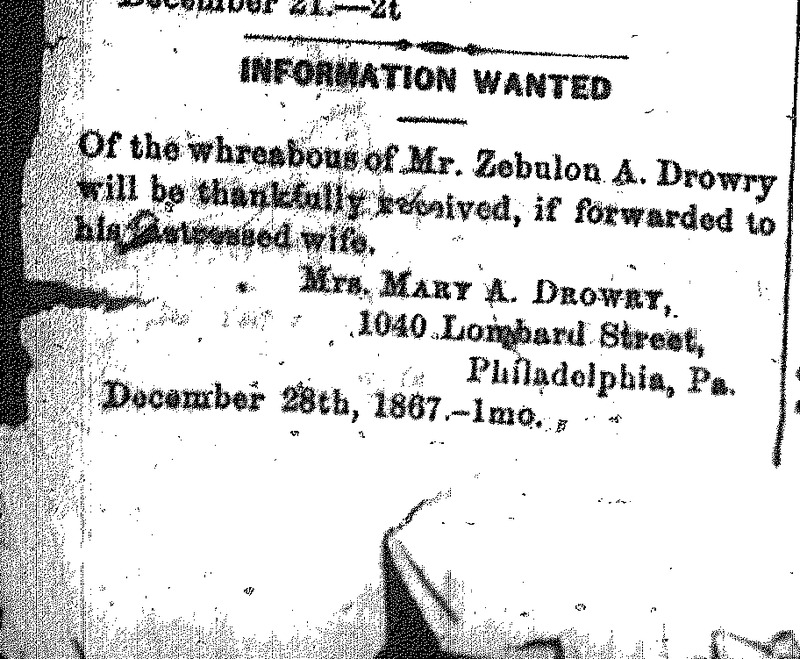 December 21.—2t
INFORMATION WANTED
Of the whreabous of Mr. Zebulon A. Drowry
will be thankfully received, if forwarded to
his distressed wife.
Mrs. Mary A. Drowry,
1040 Lombard Street,
Philadelphia, Pa.
December 28th, 1867.-1mo.